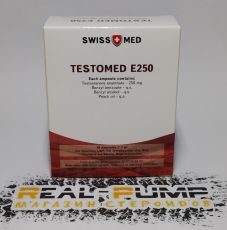 SWISS MED
TESTOMED E250
Each ampoule contains
Testosterone enanthate - 250 mg
Benzyl benzoate - q.s.
Benzyl alcohol - q.s.
Peach oil - q.s.
REAL-PUMP
МАГАЗИН СТЕРОИДОВ